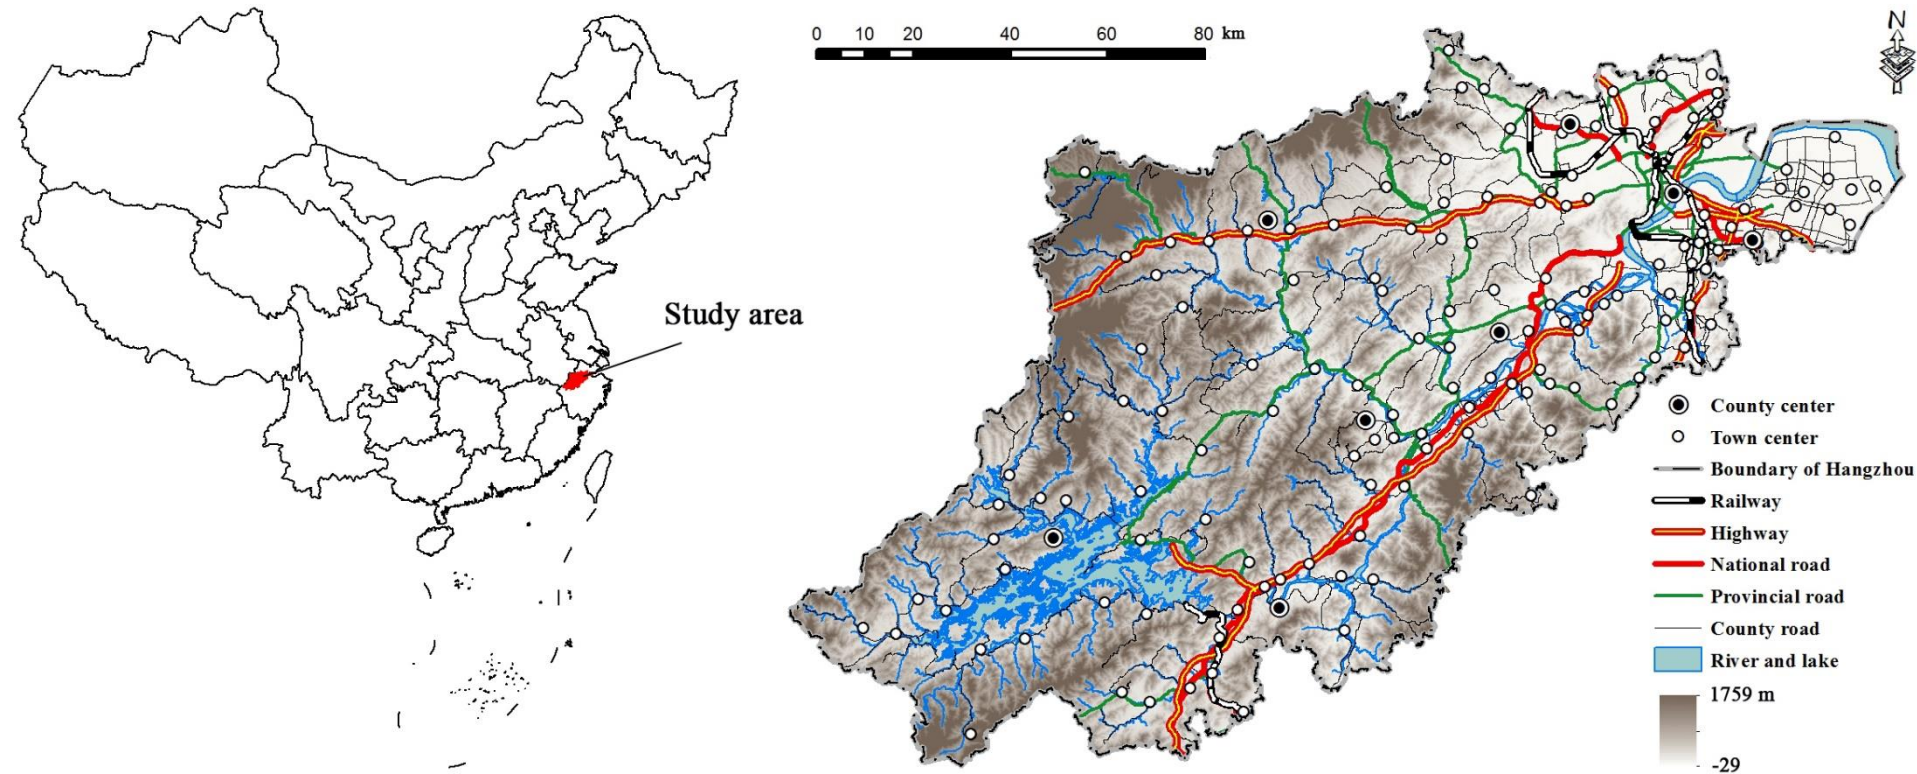 Study area
0 10 20 40 60 80 km
N
County center
Town center
Boundary of Hangzhou
Railway
Highway
National road
Provincial road
County road
River and lake
1759 m
-29